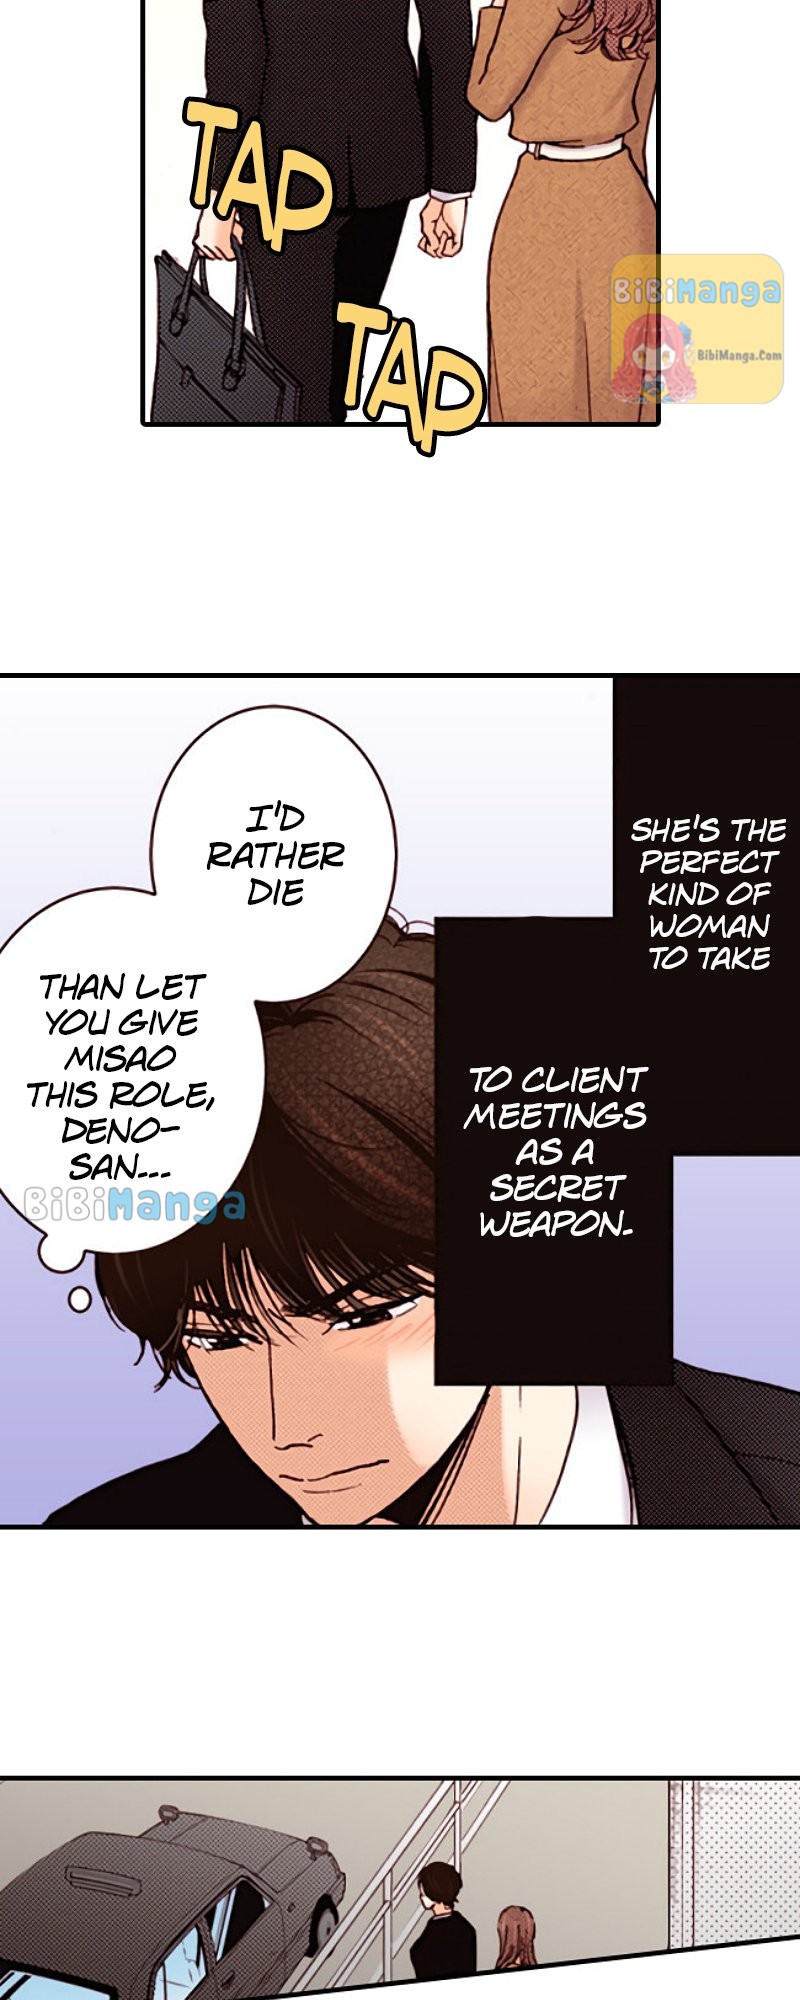 TAP
TAP
BiBiManga
BibiManga.Com
SHE'S THE
PERFECT
KIND OF
WOMAN
TO TAKE
TO CLIENT
MEETINGS
AS A
SECRET
WEAPON.
I'D
RATHER
DIE
THAN LET
YOU GIVE
MISAO
THIS ROLE,
DENO-
SAN...
BiBiManga